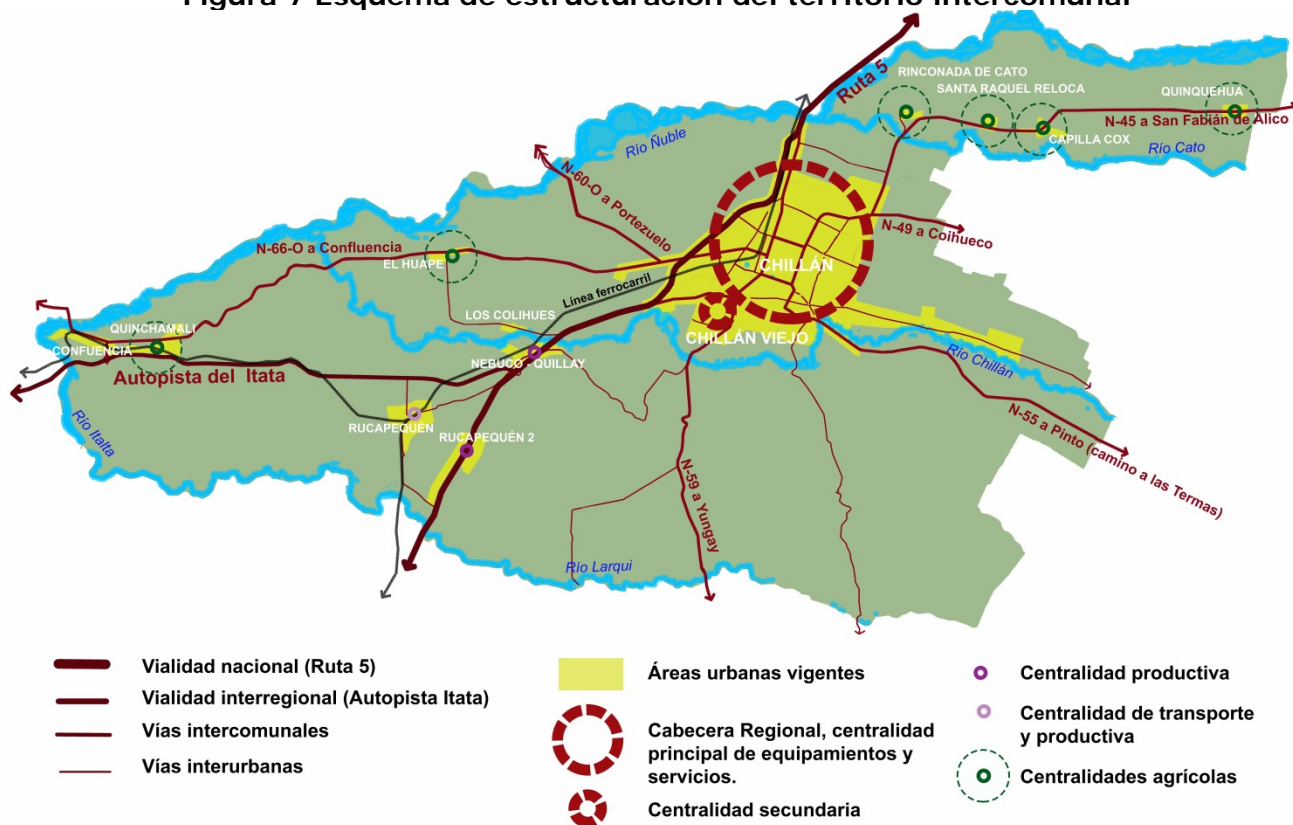 Figura 7 Esquema de estructuración del territorio intercomunal
Ruta 5
RINCONADA DE CATO
SANTA RAQUEL RELOCA
QUINQUEHUA
N-45 a San Fabián de Alico
CAPILLA COX
Río Cato
Río Ñuble
N-60-O a Portezuelo
N-49 a Coihueco
N-66-O a Confluencia
EL HUAPE
Línea ferrocarril
CHILLÁN
LOS COLIHUES
CHILLÁN VIEJO
QUINCHAMALI
CONFUENCIA
NEBUCO - QUILLAY
Río Chillán
Autopista del Itata
Río Italta
RUCAPEQUÉN
RUCAPEQUÉN 2
N-55 a Pinto (camino a las Termas)
N-59 a Yungay
Río Larqui
Vialidad nacional (Ruta 5)
Vialidad interregional (Autopista Itata)
Vías intercomunales
Vías interurbanas
Áreas urbanas vigentes
Cabecera Regional, centralidad
principal de equipamientos y
servicios.
Centralidad secundaria
Centralidad productiva
Centralidad de transporte
y productiva
Centralidades agrícolas